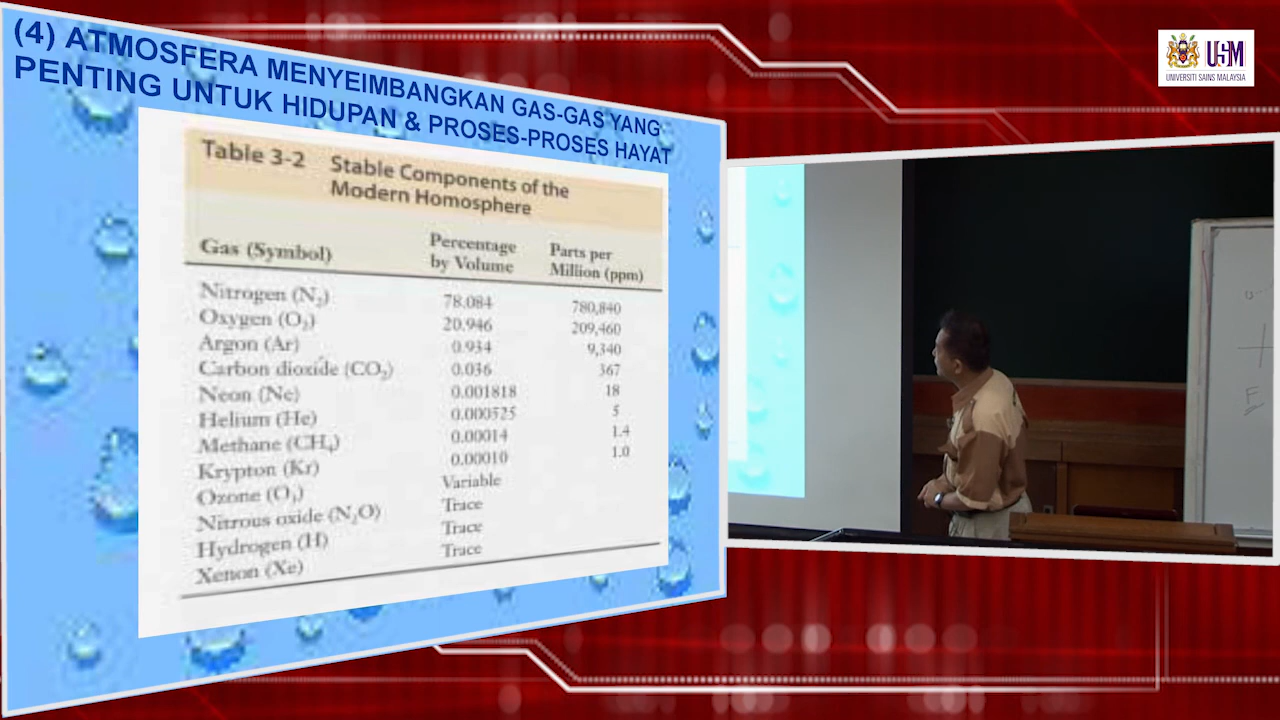 (4) ATMOSFERA MENYEIMBANGKAN GAS-GAS YANG
PENTING UNTUK HIDUPAN & PROSES-PROSES HAYAT
Table 3-2 Stable Components of the
Modern Homosphere
Gas (Symbol) Percentage by Volume Parts per Million (ppm)
Nitrogen (N₂) 78.084 780,840
Oxygen (O₂) 20.946 209,460
Argon (Ar) 0.934 9,340
Carbon dioxide (CO₂) 0.036 367
Neon (Ne) 0.001818 18
Helium (He) 0.000525 5
Methane (CH₄) 0.00014 1.4
Krypton (Kr) 0.00010 1.0
Ozone (O₃) Variable
Nitrous oxide (N₂O) Trace
Hydrogen (H) Trace
Xenon (Xe) Trace
USM
UNIVERSITI SAINS MALAYSIA